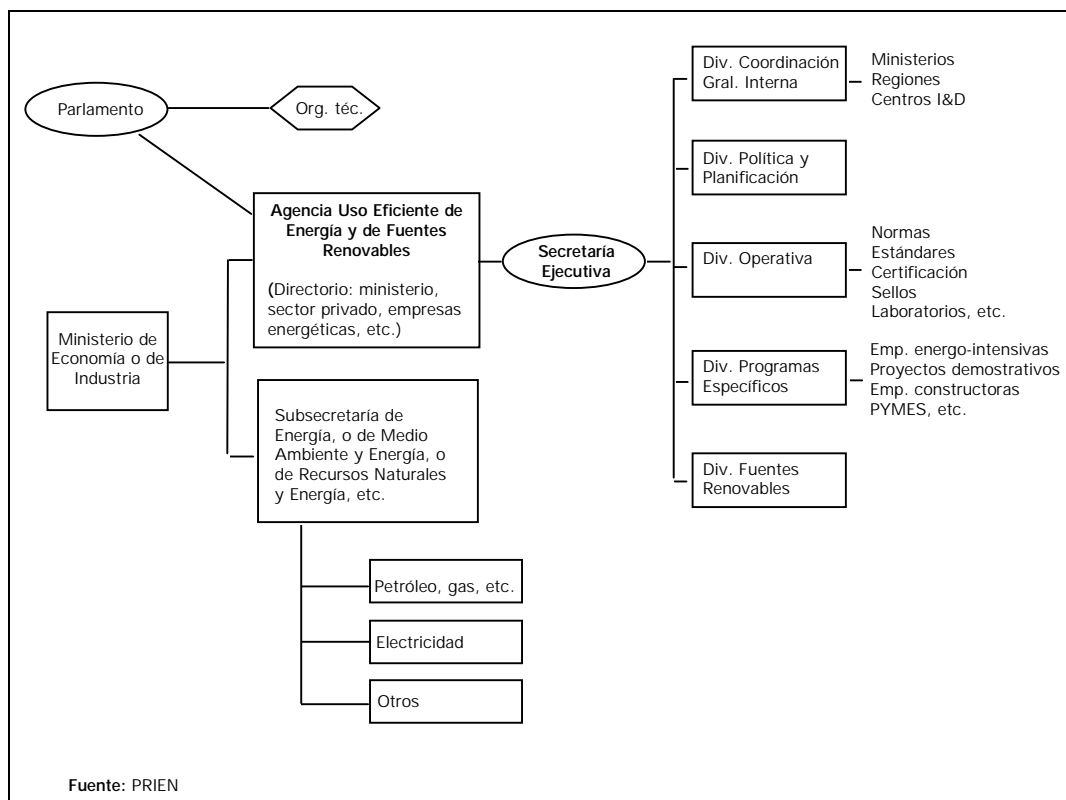 Parlamento
Org. téc.
Agencia Uso Eficiente de
Energía y de Fuentes
Renovables
(Directorio: ministerio,
sector privado, empresas
energéticas, etc.)
Ministerio de
Economía o de
Industria
Subsecretaría de
Energía, o de Medio
Ambiente y Energía, o
de Recursos Naturales
y Energía, etc.
Petróleo, gas, etc.
Electricidad
Otros
Secretaría
Ejecutiva
Div. Coordinación
Gral. Interna
Ministerios
Regiones
Centros I&D
Div. Política y
Planificación
Div. Operativa
Normas
Estándares
Certificación
Sellos
Laboratorios, etc.
Div. Programas
Específicos
Emp. energo-intensivas
Proyectos demostrativos
Emp. constructoras
PYMES, etc.
Div. Fuentes
Renovables
Fuente: PRIEN